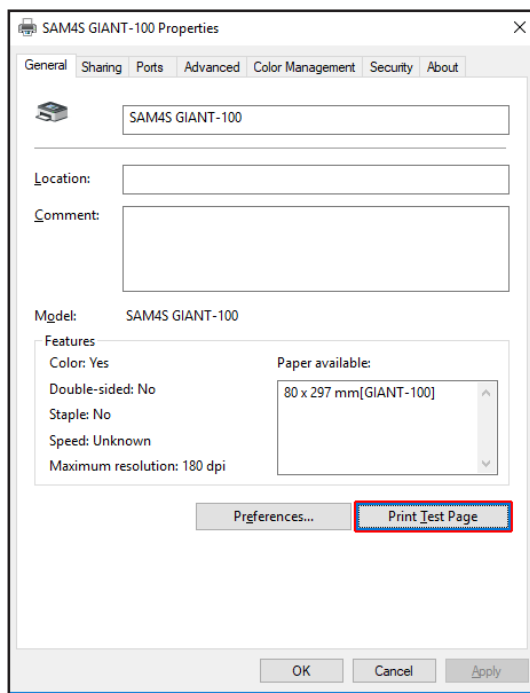 SAM4S GIANT-100 Properties
General Sharing Ports Advanced Color Management Security About
SAM4S GIANT-100
Location:
Comment:
Model: SAM4S GIANT-100
Features
Color: Yes Paper available:
Double-sided: No 80 x 297 mm[GIANT-100]
Staple: No
Speed: Unknown
Maximum resolution: 180 dpi
Preferences... Print Test Page
OK Cancel Apply